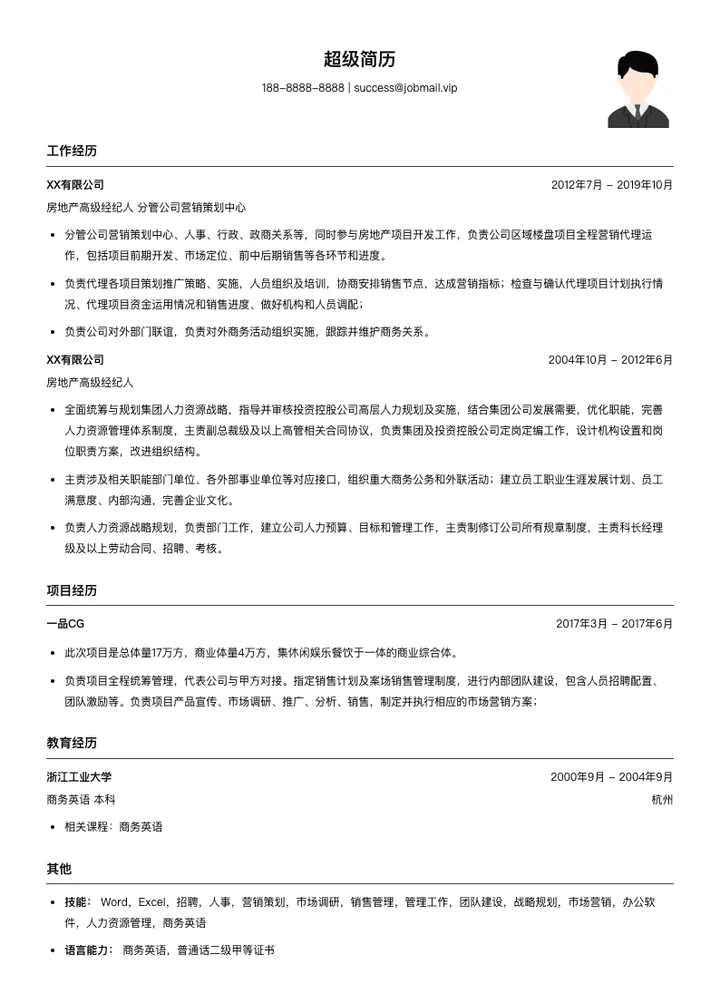 超级简历
188-8888-8888 | success@jobmail.vip
工作经历
XX有限公司 2012年7月 – 2019年10月
房地产高级经纪人 分管公司营销策划中心
• 分管公司营销策划中心、人事、行政、政商关系等，同时参与房地产项目开发工作，负责公司区域楼盘项目全程营销代理运
作，包括项目前期开发、市场定位、前中后期销售等各环节和进度。
• 负责代理各项目策划推广策略、实施，人员组织及培训，协商安排销售节点，达成营销指标；检查与确认代理项目计划执行情
况、代理项目资金运用情况和销售进度、做好机构和人员调配；
• 负责公司对外部门联谊，负责对外商务活动组织实施，跟踪并维护商务关系。
XX有限公司 2004年10月 – 2012年6月
房地产高级经纪人
• 全面统筹与规划集团人力资源战略，指导并审核投资控股公司高层人力规划及实施，结合集团公司发展需要，优化职能，完善
人力资源管理体系制度，主责副总裁级及以上高管相关合同协议，负责集团及投资控股公司定岗定编工作，设计机构设置和岗
位职责方案，改进组织结构。
• 主责涉及相关职能部门单位、各外部事业单位等对应接口，组织重大商务公务和外联活动；建立员工职业生涯发展计划、员工
满意度、内部沟通，完善企业文化。
• 负责人力资源战略规划，负责部门工作，建立公司人力预算、目标和管理工作，主责制修订公司所有规章制度，主责科长经理
级及以上劳动合同、招聘、考核。
项目经历
一品CG 2017年3月 – 2017年6月
• 此次项目是总体量17万方，商业体量4万方，集休闲娱乐餐饮于一体的商业综合体。
• 负责项目全程统筹管理，代表公司与甲方对接。指定销售计划及案场销售管理制度，进行内部团队建设，包含人员招聘配置、
团队激励等。负责项目产品宣传、市场调研、推广、分析、销售，制定并执行相应的市场营销方案；
教育经历
浙江工业大学 2000年9月 – 2004年9月
商务英语 本科 杭州
• 相关课程：商务英语
其他
• 技能： Word，Excel，招聘，人事，营销策划，市场调研，销售管理，管理工作，团队建设，战略规划，市场营销，办公软
件，人力资源管理，商务英语
• 语言能力： 商务英语，普通话二级甲等证书